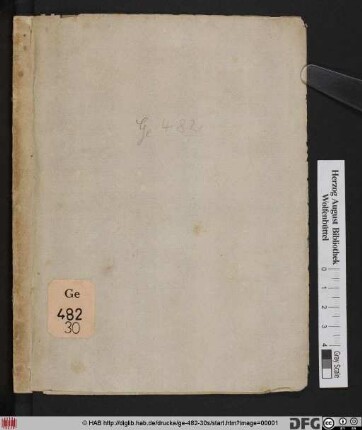 Ge 482
Ge
482
30
Herzog August Bibliothek
Wolfenbüttel
0 1 2 3 4
Gray Scale
© HAB http://diglib.hab.de/drucke/ge-482-30s/start.htm?image=00001
DFG